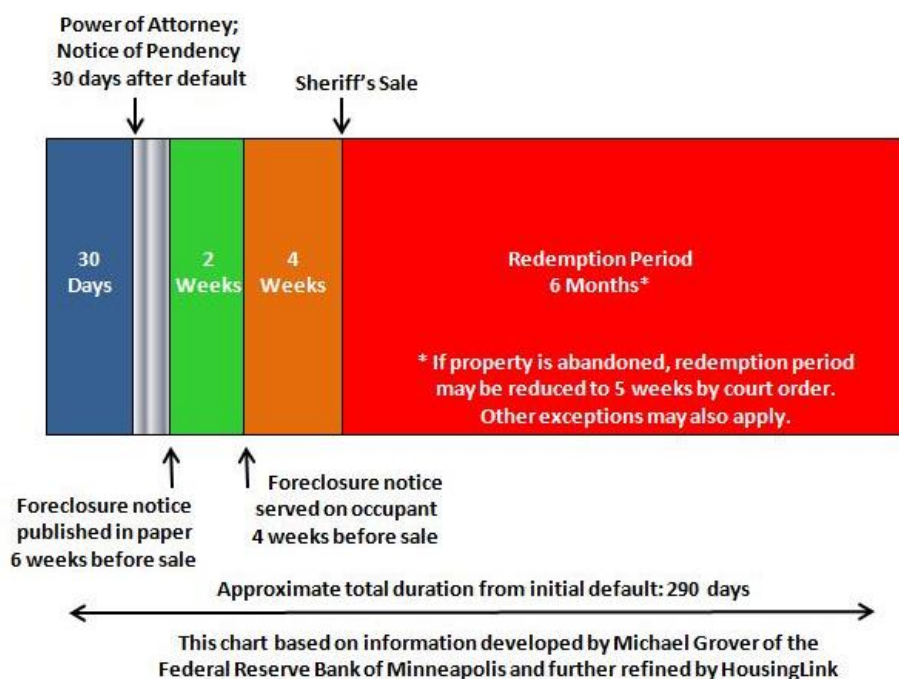 Power of Attorney;
Notice of Pendency
30 days after default
Sheriff's Sale
30
Days
2
Weeks
4
Weeks
Redemption Period
6 Months*
* If property is abandoned, redemption period
may be reduced to 5 weeks by court order.
Other exceptions may also apply.
Foreclosure notice
published in paper
6 weeks before sale
Foreclosure notice
served on occupant
4 weeks before sale
Approximate total duration from initial default: 290 days
This chart based on information developed by Michael Grover of the
Federal Reserve Bank of Minneapolis and further refined by HousingLink